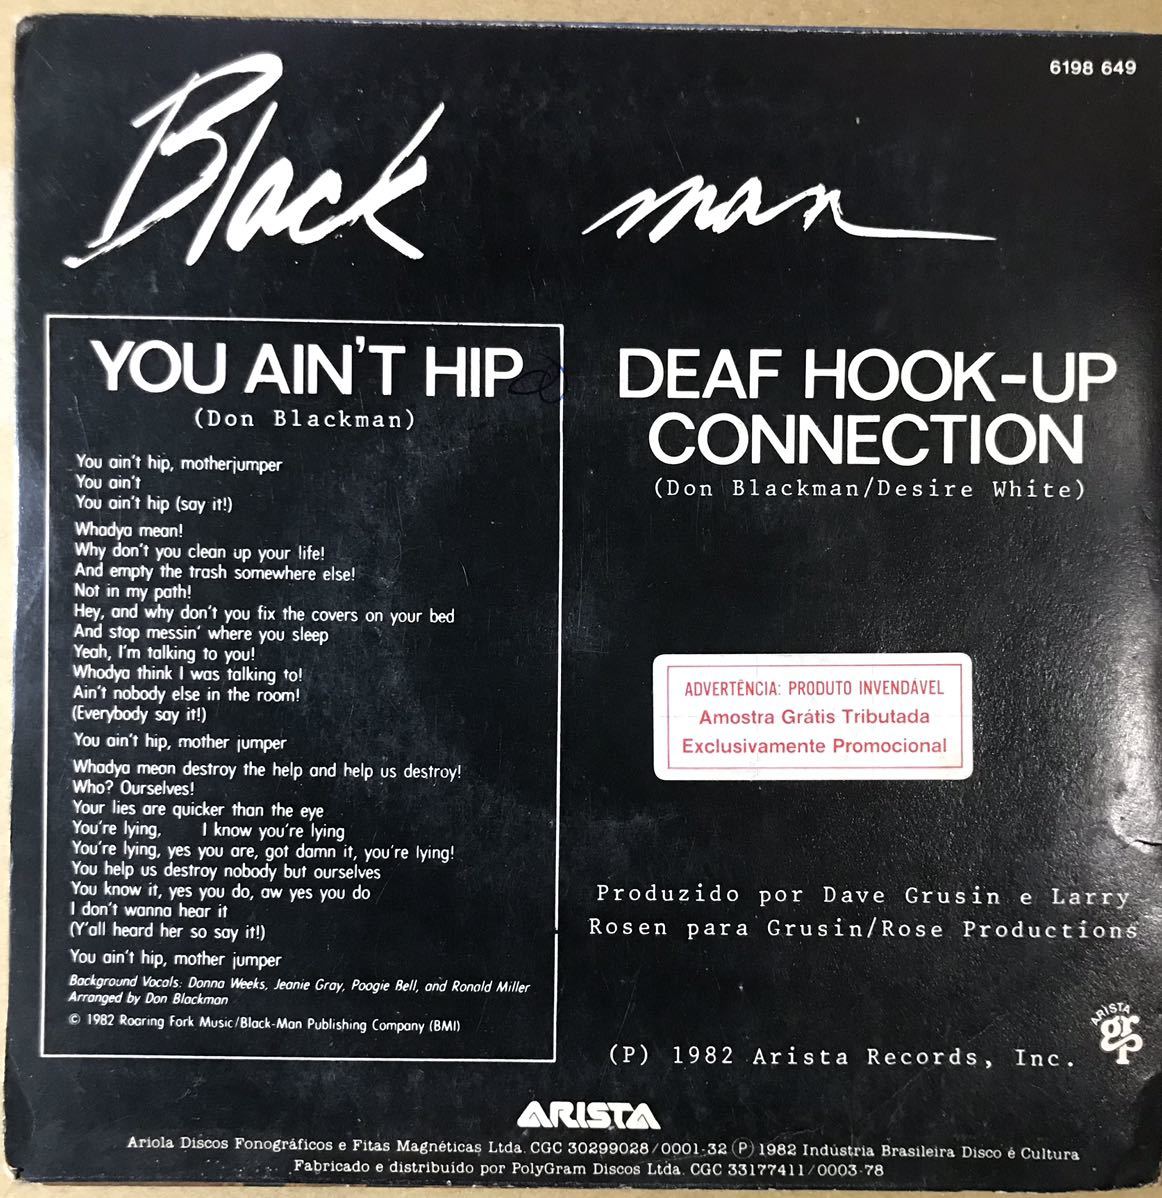 6198 649
Black man
YOU AIN'T HIP
(Don Blackman)
You ain't hip, motherjumper
You ain't
You ain't hip (say it!)
Whadya mean!
Why don't you clean up your life!
And empty the trash somewhere else!
Not in my path!
Hey, and why don't you fix the covers on your bed
And stop messin' where you sleep
Yeah, I'm talking to you!
Whodya think I was talking to!
Ain't nobody else in the room!
(Everybody say it!)
You ain't hip, mother jumper
Whadya mean destroy the help and help us destroy!
Who? Ourselves!
Your lies are quicker than the eye
You're lying, I know you're lying
You're lying, yes you are, got damn it, you're lying!
You help us destroy nobody but ourselves
You know it, yes you do, aw yes you do
I don't wanna hear it
(Y'all heard her so say it!)
You ain't hip, mother jumper
Background Vocals: Donna Weeks, Jeanie Gray, Poogie Bell, and Ronald Miller
Arranged by Don Blackman
© 1982 Roaring Fork Music/Black-Man Publishing Company (BMI)
DEAF HOOK-UP
CONNECTION
(Don Blackman/Desire White)
ADVERTÊNCIA: PRODUTO INVENDÁVEL
Amostra Grátis Tributada
Exclusivamente Promocional
Produzido por Dave Grusin e Larry
Rosen para Grusin/Rose Productions
ARISTA
grp
(P) 1982 Arista Records, Inc.
ARISTA
Ariola Discos Fonográficos e Fitas Magnéticas Ltda. CGC 30299028/0001-32 Ⓟ 1982 Indústria Brasileira Disco é Cultura
Fabricado e distribuído por PolyGram Discos Ltda. CGC 33177411/0003-78